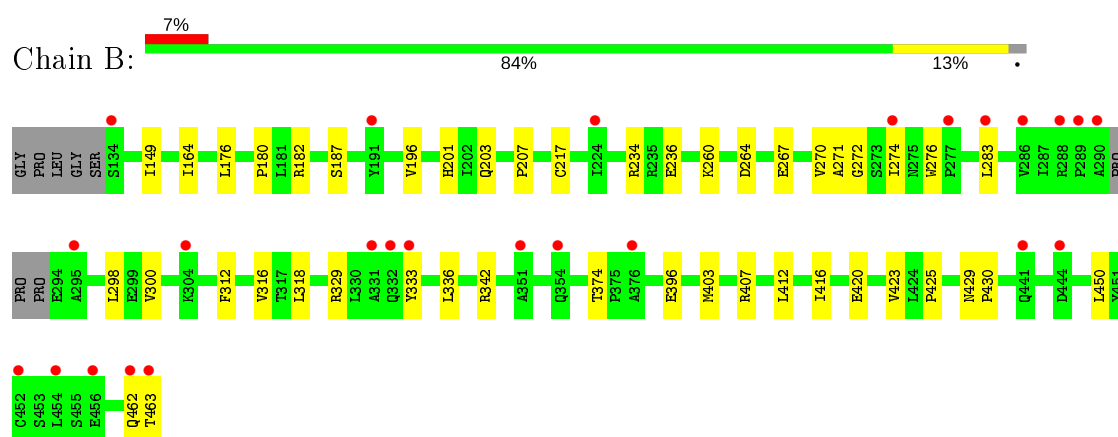 7%
Chain B:
84% 13% •
GLY PRO LEU GLY SER S134 I149 I164 L176 P180 L181 R182 S187 Y191 V196 H201 I202 Q203 P207 C217 I224 R234 R235 E236 K260 D264 E267 V270 A271 G272 S273 I274 N275 W276 P277 L283 V286 I287 R288 P289 A290 PRO
PRO PRO E294 A295 L298 E299 V300 K304 F312 V316 T317 L318 R329 L330 A331 Q332 Y333 L336 R342 A351 Q354 T374 P375 A376 E396 M403 R407 L412 I416 E420 V423 L424 P425 N429 P430 Q441 D444 L450 Y451
C452 S453 L454 S455 E456 Q462 T463